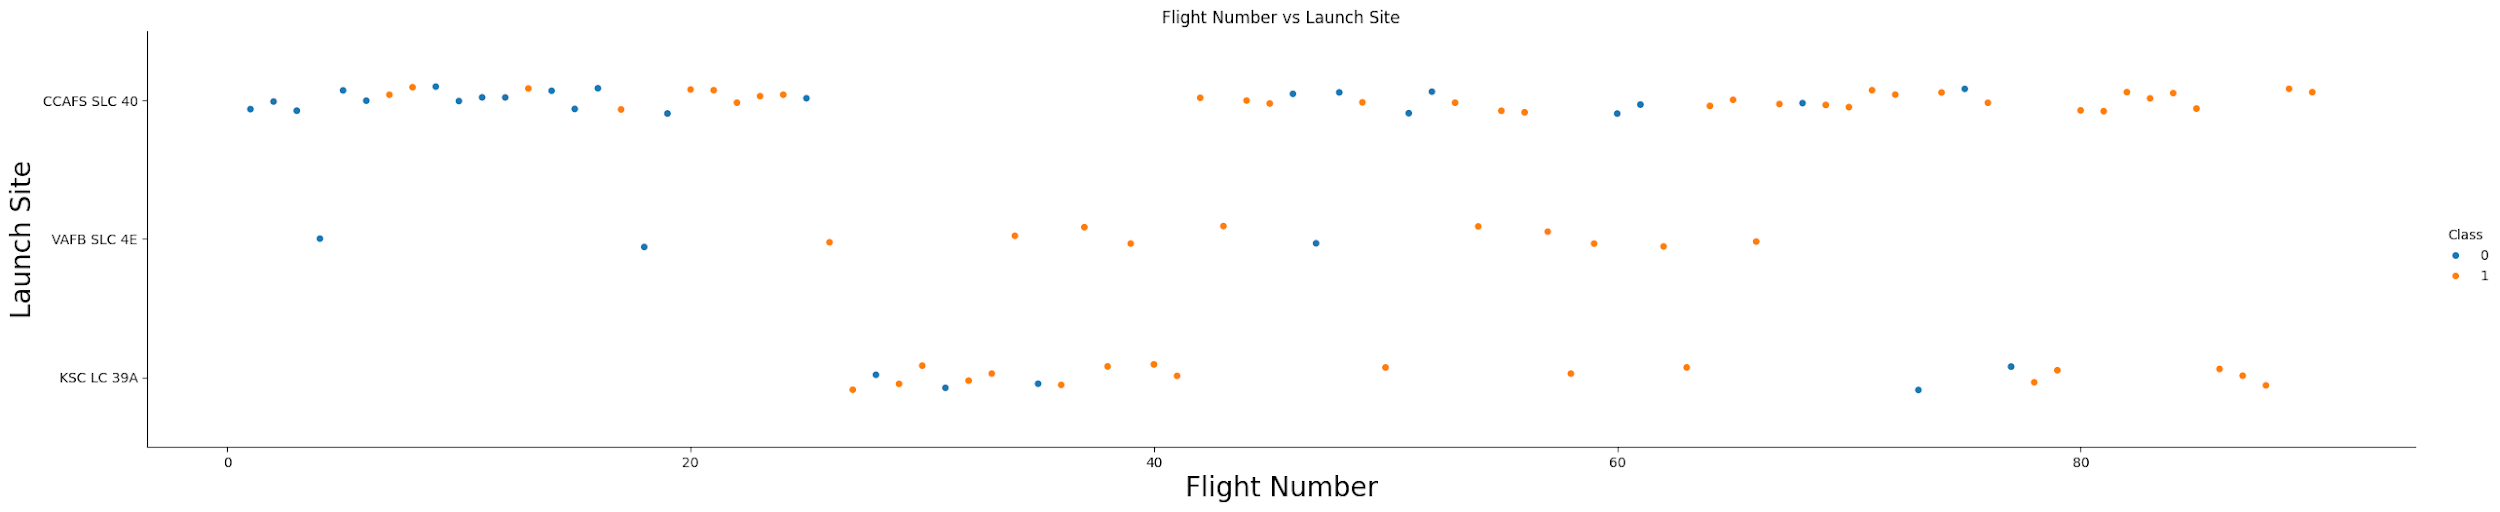 Flight Number vs Launch Site
Launch Site
CCAFS SLC 40
VAFB SLC 4E
KSC LC 39A
0
20
40
60
80
Flight Number
Class
0
1